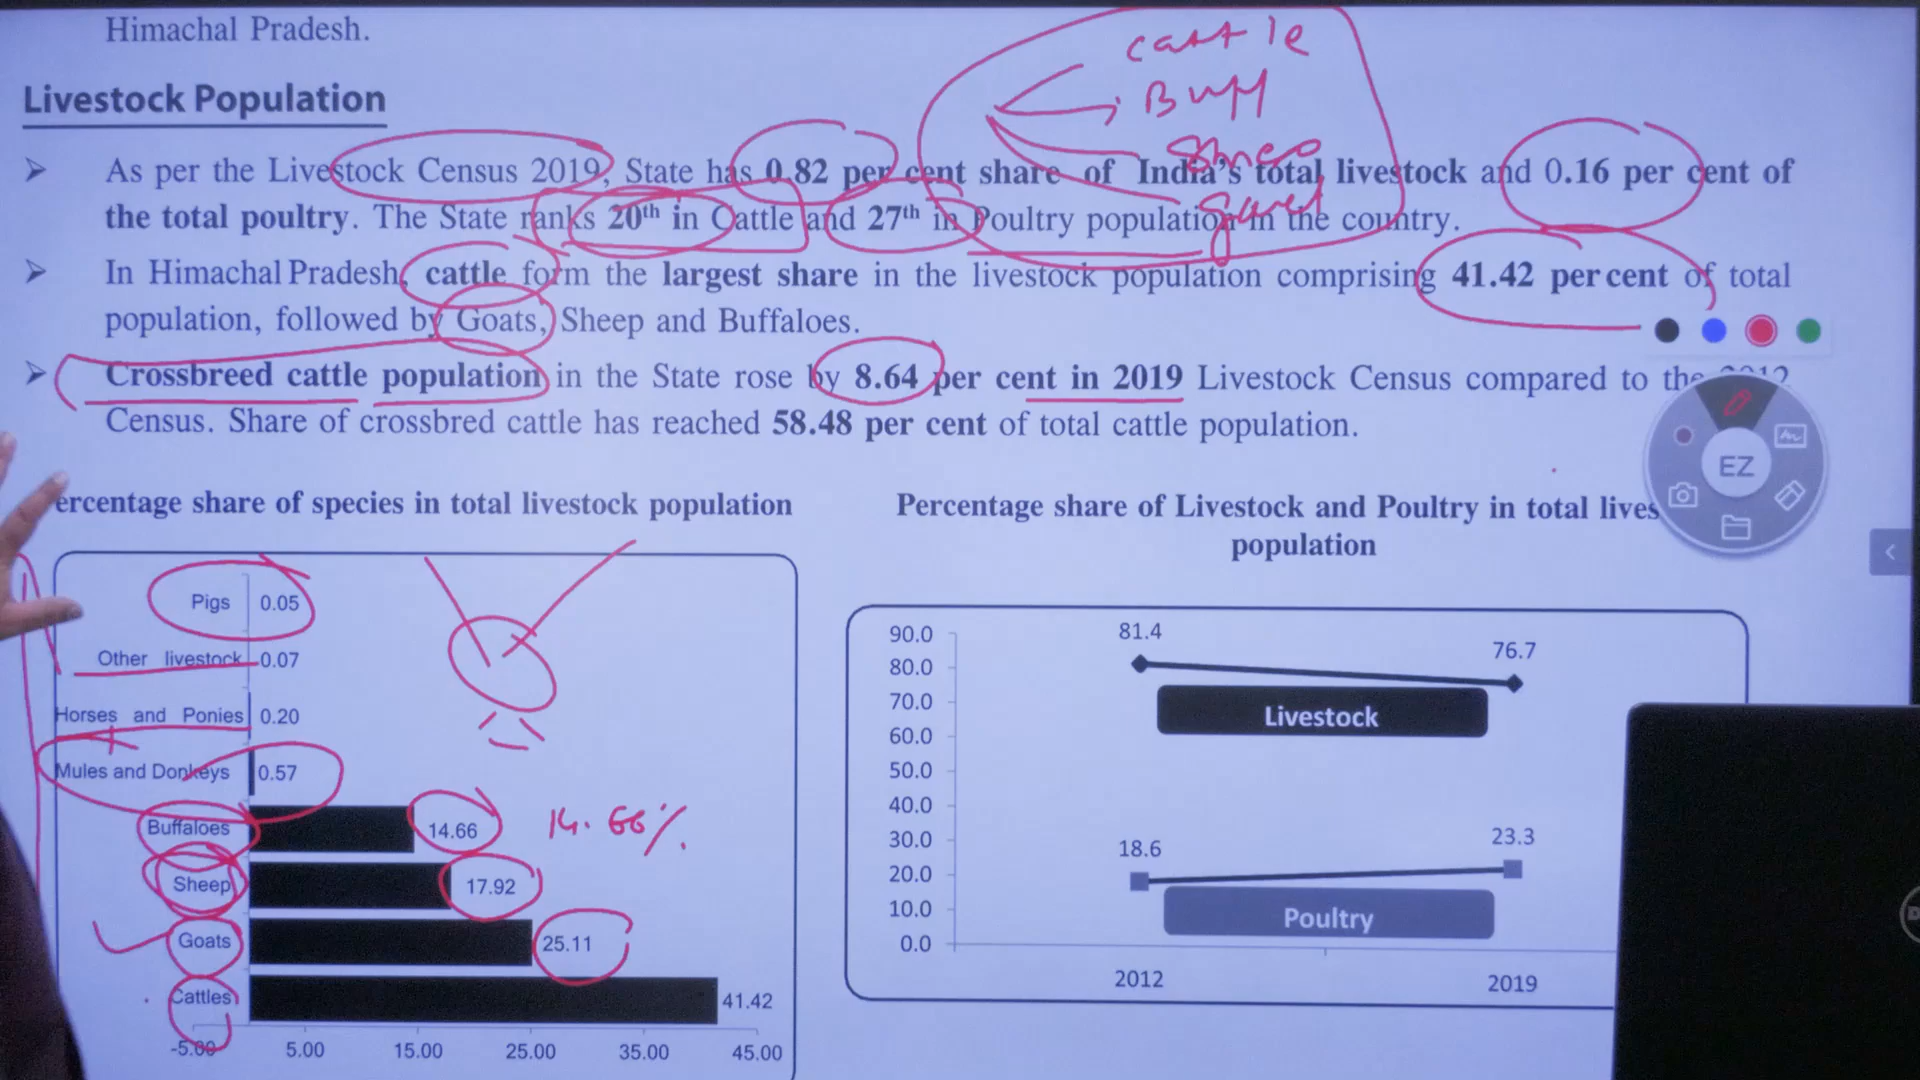 Himachal Pradesh.
cattle
Buff
Livestock Population
➢ As per the Livestock Census 2019, State has 0.82 per cent share of India's total livestock and 0.16 per cent of
the total poultry. The State ranks 20th in Cattle and 27th in Poultry population in the country.
➢ In Himachal Pradesh, cattle form the largest share in the livestock population comprising 41.42 per cent of total
population, followed by Goats, Sheep and Buffaloes.
➢ Crossbreed cattle population in the State rose by 8.64 per cent in 2019 Livestock Census compared to the 2012
Census. Share of crossbred cattle has reached 58.48 per cent of total cattle population.
EZ
ercentage share of species in total livestock population
Pigs 0.05
Other livestock 0.07
Horses and Ponies 0.20
Mules and Donkeys 0.57
Buffaloes 14.66 14.66%
Sheep 17.92
Goats 25.11
Cattles 41.42
-5.00 5.00 15.00 25.00 35.00 45.00
Percentage share of Livestock and Poultry in total lives
population
90.0
80.0
70.0
60.0
50.0
40.0
30.0
20.0
10.0
0.0
81.4 76.7
Livestock
18.6 23.3
Poultry
2012 2019